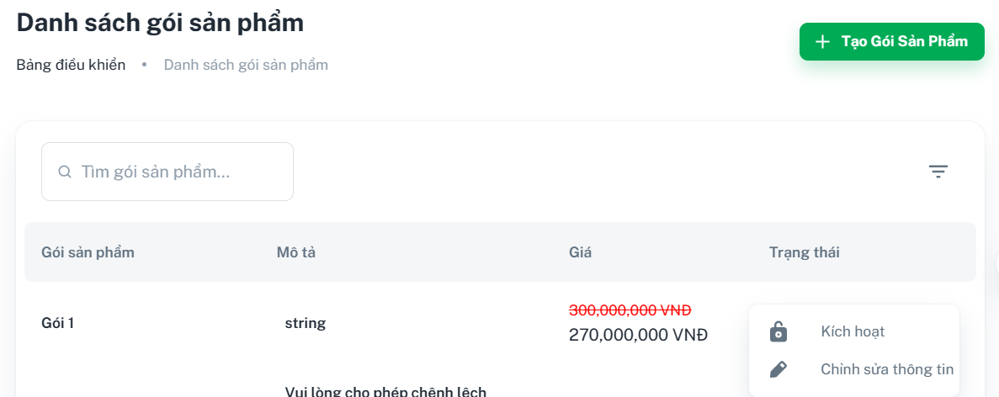 Danh sách gói sản phẩm
Bảng điều khiển • Danh sách gói sản phẩm
Tạo Gói Sản Phẩm
Tìm gói sản phẩm...
Gói sản phẩm Mô tả Giá Trạng thái
300,000,000 VNĐ
Gói 1 string
270,000,000 VNĐ
Kích hoạt
Chỉnh sửa thông tin
Vui lòng cho phép chênh lệch